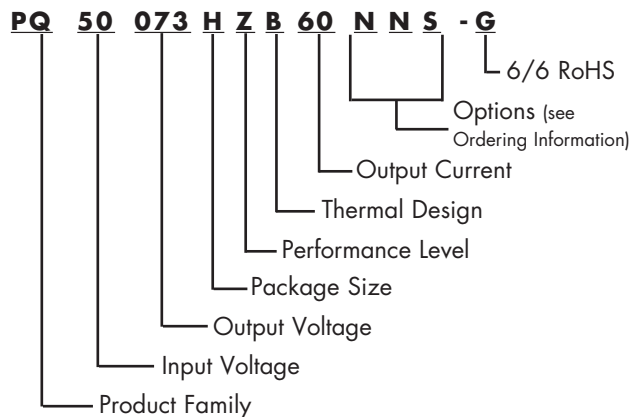 PQ 50 073 H Z B 60 N N S - G
6/6 RoHS
Options (see
Ordering Information)
Output Current
Thermal Design
Performance Level
Package Size
Output Voltage
Input Voltage
Product Family